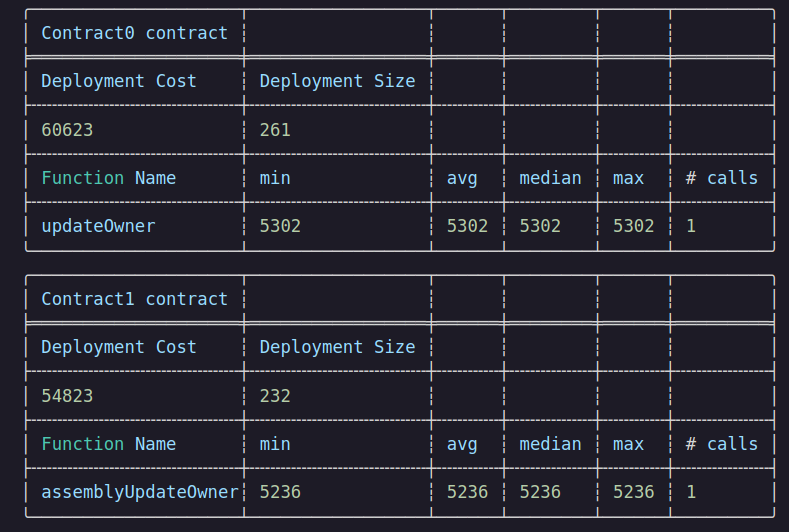 Contract0 contract
Deployment Cost Deployment Size
60623 261
Function Name min avg median max # calls
updateOwner 5302 5302 5302 5302 1
Contract1 contract
Deployment Cost Deployment Size
54823 232
Function Name min avg median max # calls
assemblyUpdateOwner 5236 5236 5236 5236 1